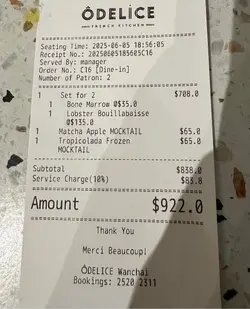 ÔDELICE
FRENCH KITCHEN
Seating Time: 2025-06-05 18:56:05
Receipt No.: 20250605185605C16
Served By: manager
Order No.: C16 [Dine-in]
Number of Patron: 2
1 Set for 2 $708.0
1 Bone Marrow @$35.0
1 Lobster Bouillabaisse
@$135.0
1 Matcha Apple MOCKTAIL $65.0
1 Tropicolada Frozen $65.0
MOCKTAIL
Subtotal $838.0
Service Charge(10%) $83.8
Amount $922.0
Thank You
Merci Beaucoup!
ÔDELICE Wanchai
Bookings: 2520 2311